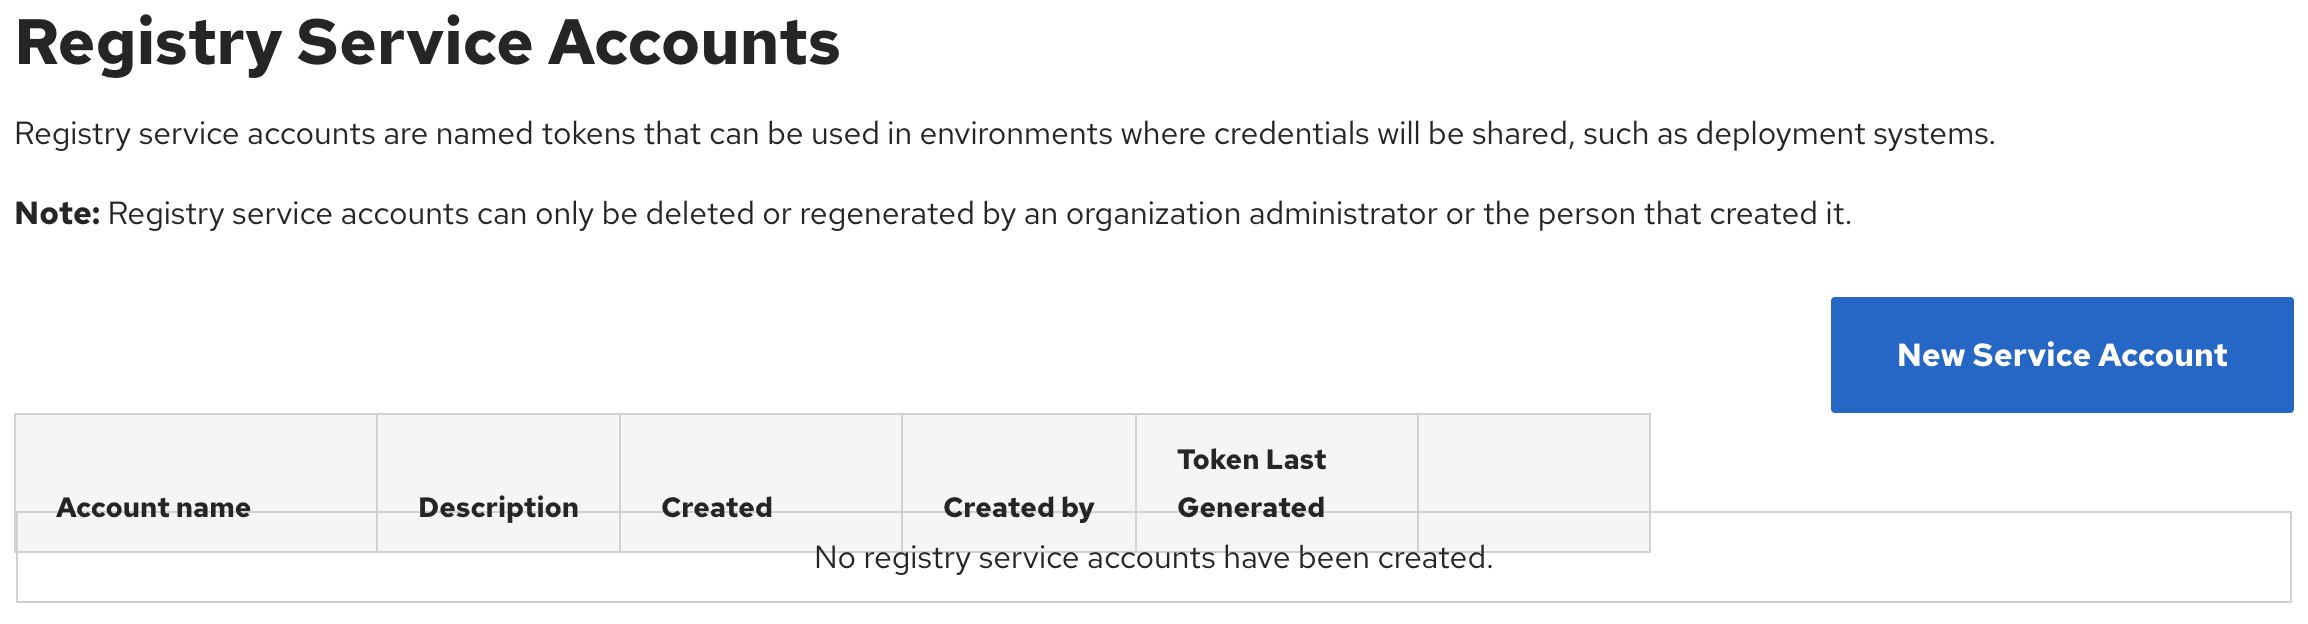 Registry Service Accounts
Registry service accounts are named tokens that can be used in environments where credentials will be shared, such as deployment systems.
Note: Registry service accounts can only be deleted or regenerated by an organization administrator or the person that created it.
New Service Account
Account name
Description
Created
Created by
Token Last
Generated
No registry service accounts have been created.